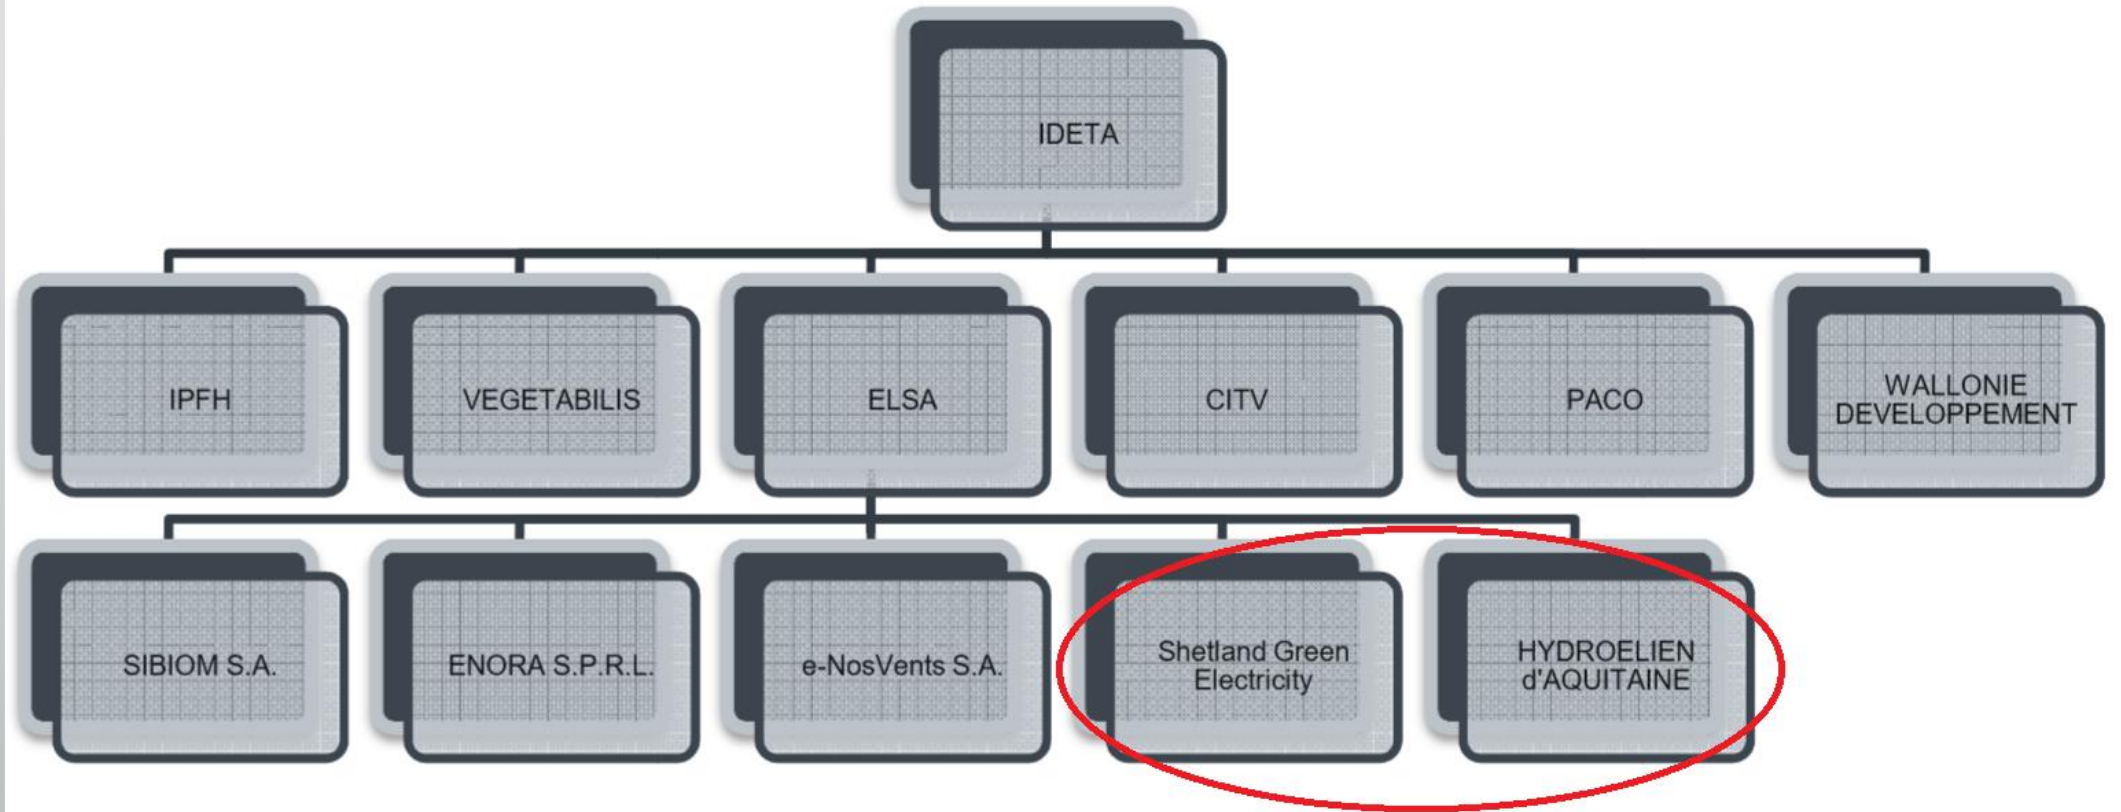 IDETA
IPFH
VEGETABILIS
ELSA
CITV
PACO
WALLONIE
DEVELOPPEMENT
SIBIOM S.A.
ENORA S.P.R.L.
e-NosVents S.A.
Shetland Green
Electricity
HYDROELIEN
d'AQUITAINE